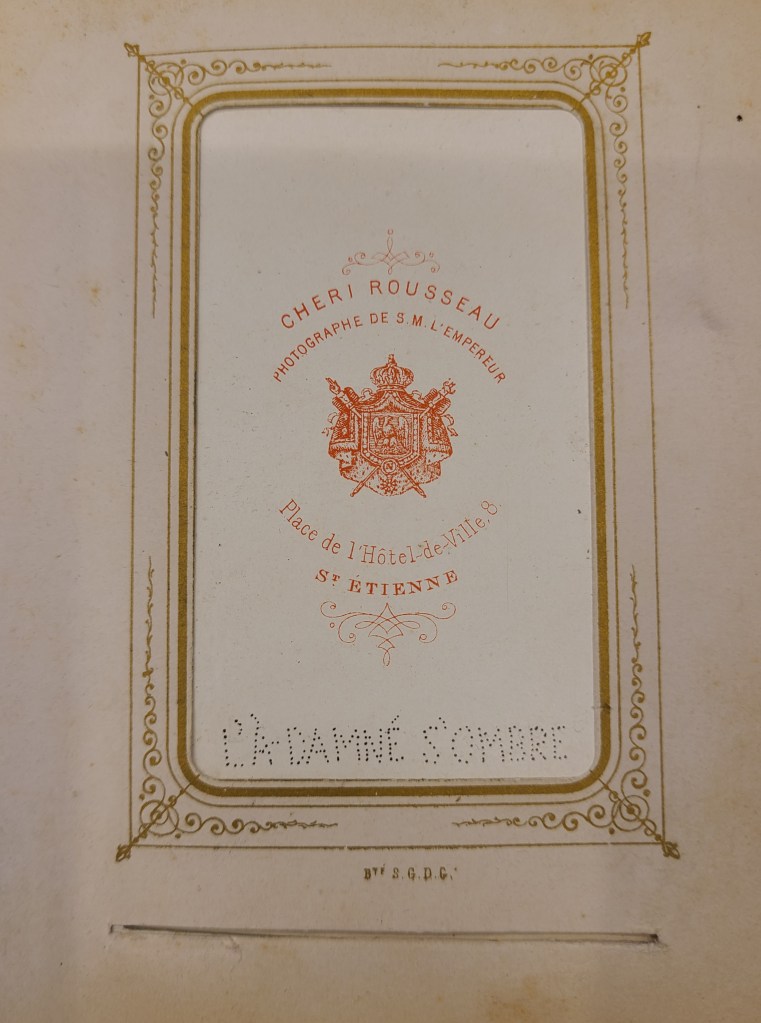 CHERI ROUSSEAU
PHOTOGRAPHE DE S.M. L'EMPEREUR
N
Place de l'Hôtel-de-Ville, 8.
ST ÉTIENNE
L'À-DAMNÉ S'OMBRE
BTÉ S.G.D.G.